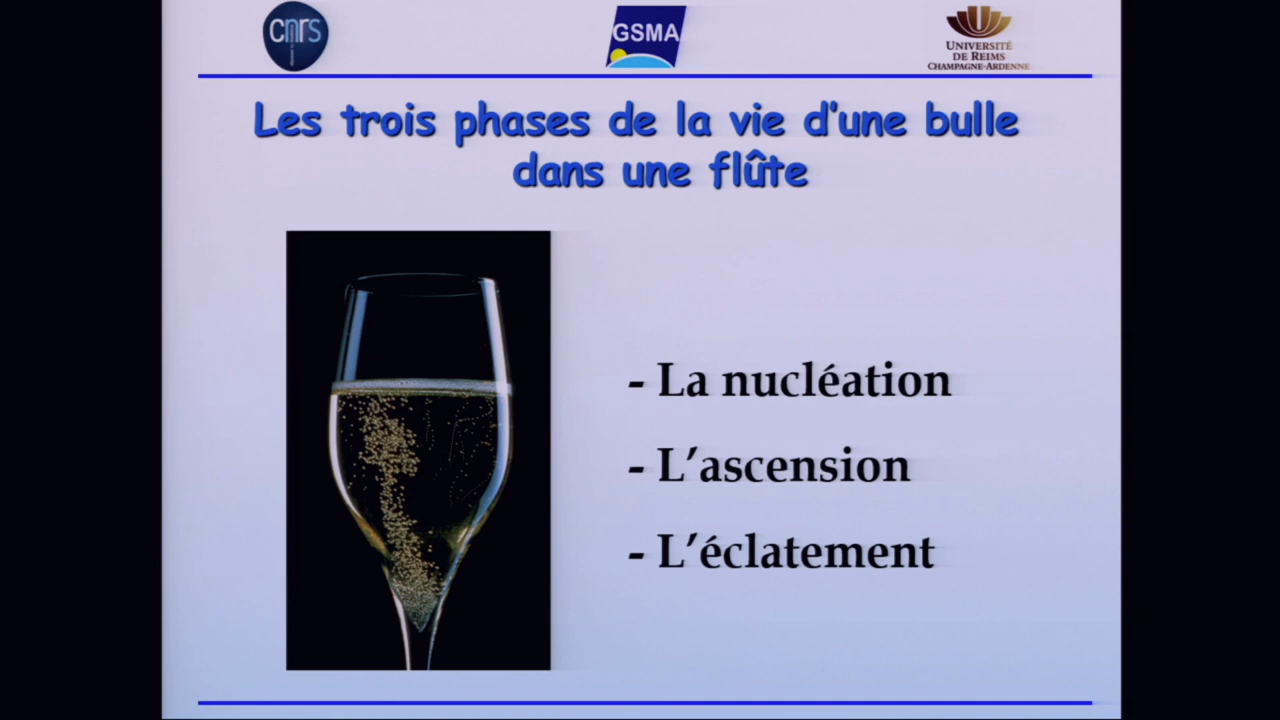 cnrs
GSMA
UNIVERSITÉ
DE REIMS
CHAMPAGNE-ARDENNE
Les trois phases de la vie d'une bulle
dans une flûte
- La nucléation
- L'ascension
- L'éclatement